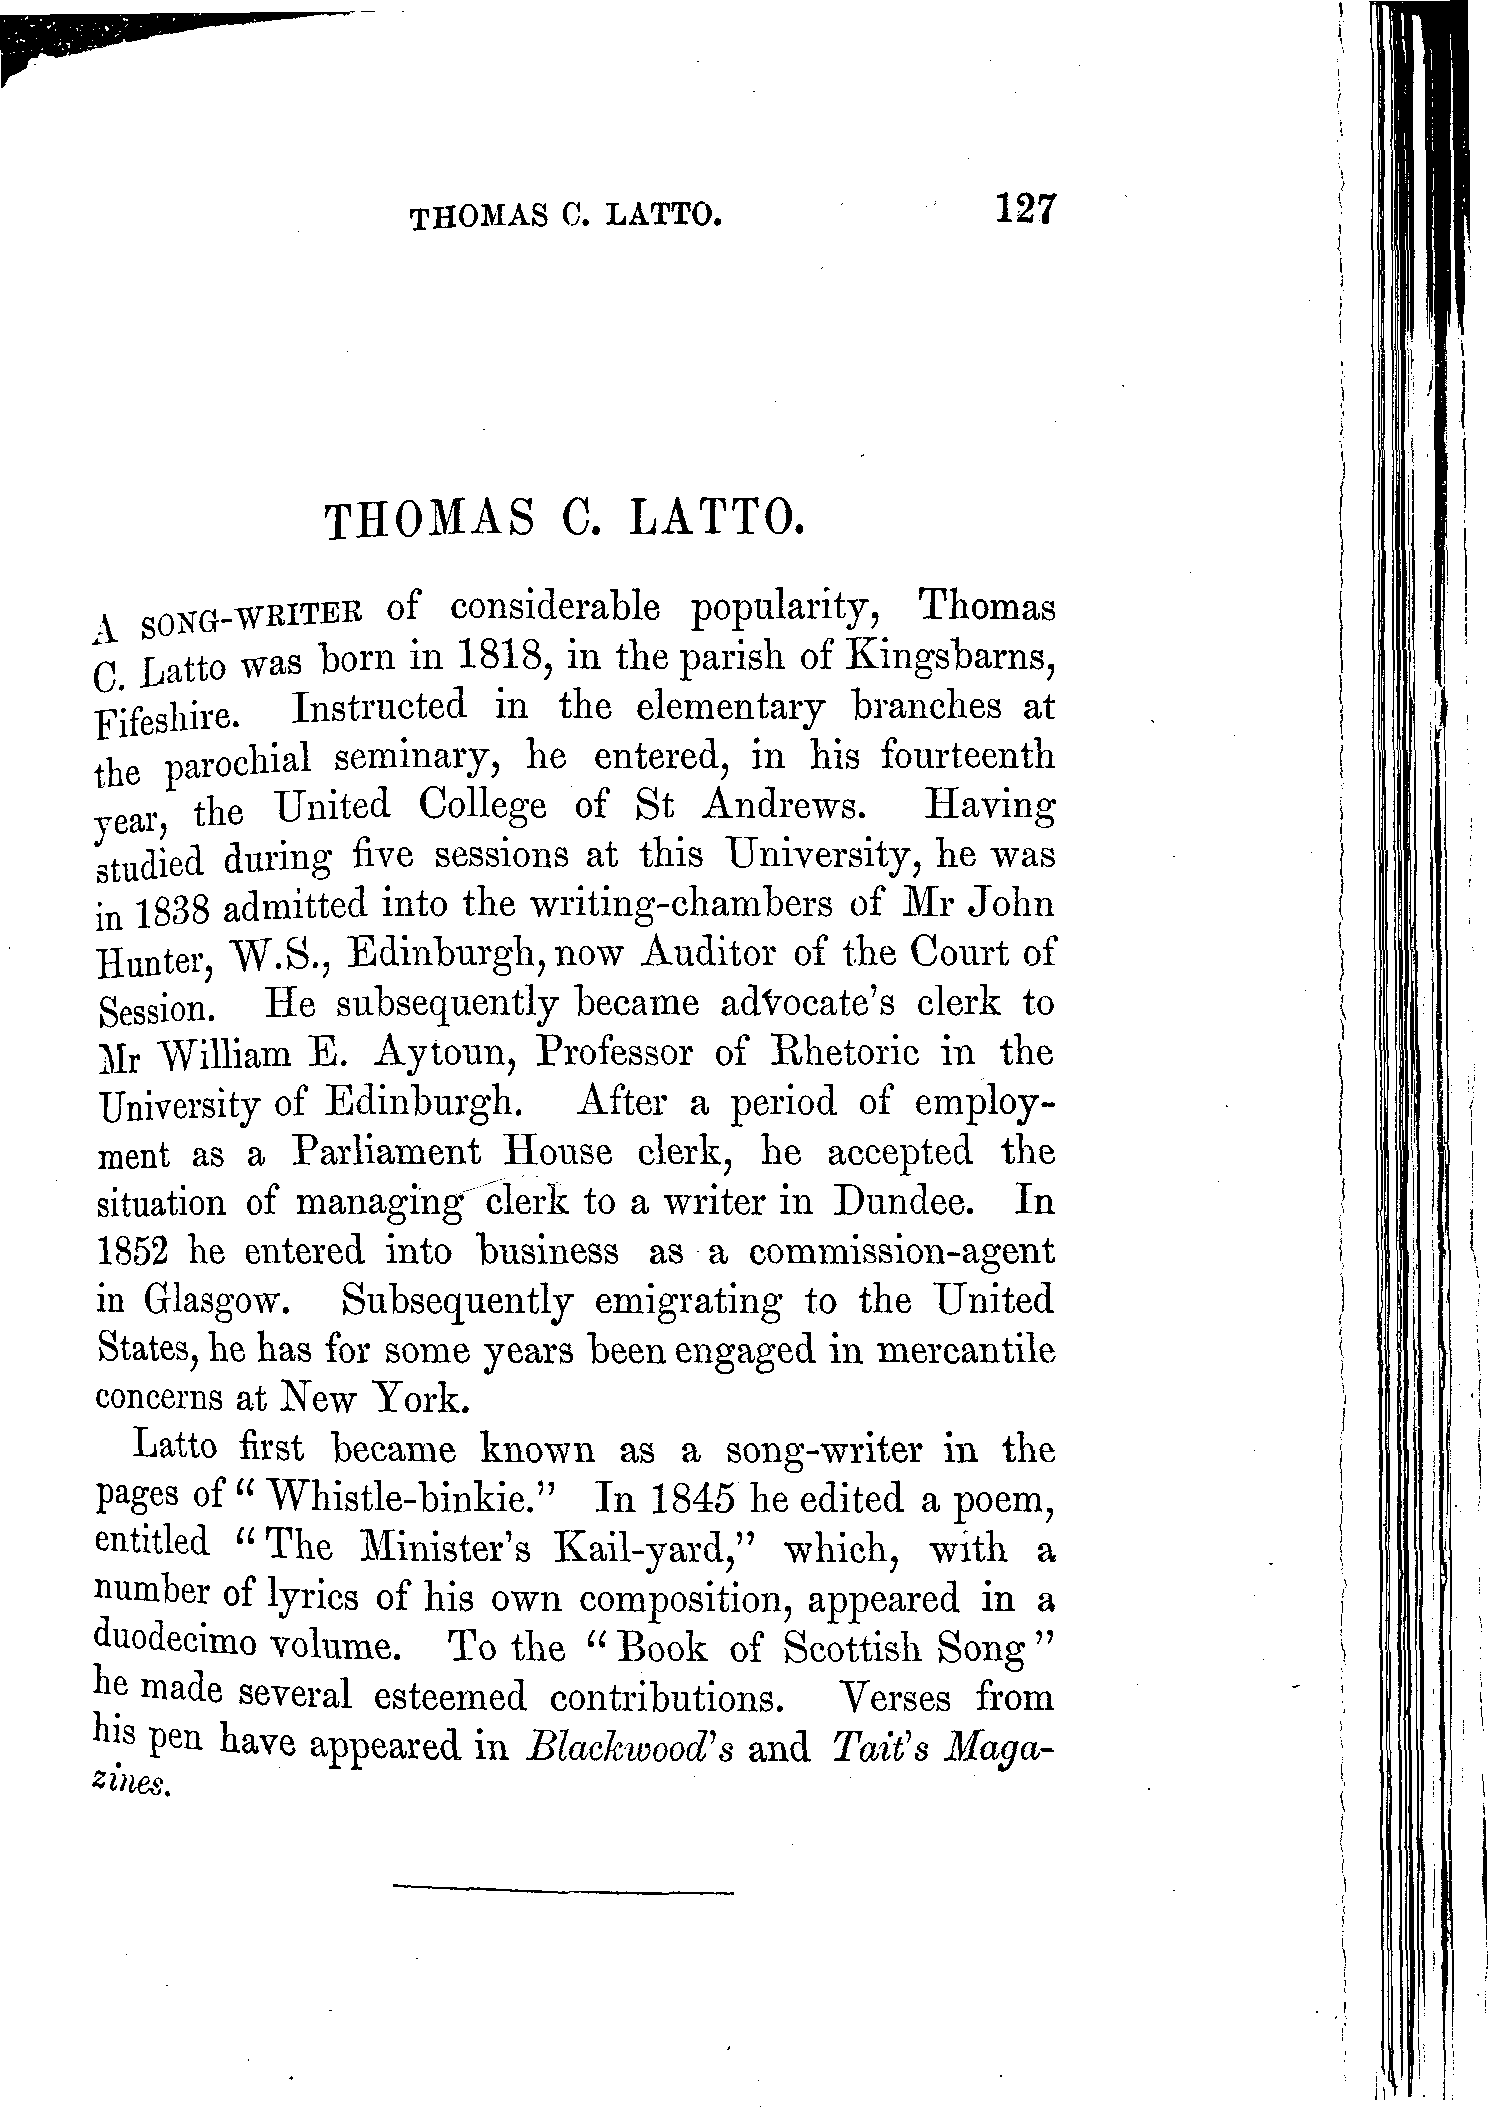 THOMAS C. LATTO. 127
THOMAS C. LATTO.
A SONG-WRITER of considerable popularity, Thomas
C. Latto was born in 1818, in the parish of Kingsbarns,
Fifeshire. Instructed in the elementary branches at
the parochial seminary, he entered, in his fourteenth
year, the United College of St Andrews. Having
studied during five sessions at this University, he was
in 1838 admitted into the writing-chambers of Mr John
Hunter, W.S., Edinburgh, now Auditor of the Court of
Session. He subsequently became advocate's clerk to
Mr William E. Aytoun, Professor of Rhetoric in the
University of Edinburgh. After a period of employ-
ment as a Parliament House clerk, he accepted the
situation of managing clerk to a writer in Dundee. In
1852 he entered into business as a commission-agent
in Glasgow. Subsequently emigrating to the United
States, he has for some years been engaged in mercantile
concerns at New York.
Latto first became known as a song-writer in the
pages of "Whistle-binkie." In 1845 he edited a poem,
entitled "The Minister's Kail-yard," which, with a
number of lyrics of his own composition, appeared in a
duodecimo volume. To the "Book of Scottish Song"
he made several esteemed contributions. Verses from
his pen have appeared in Blackwood's and Tait's Maga-
zines.